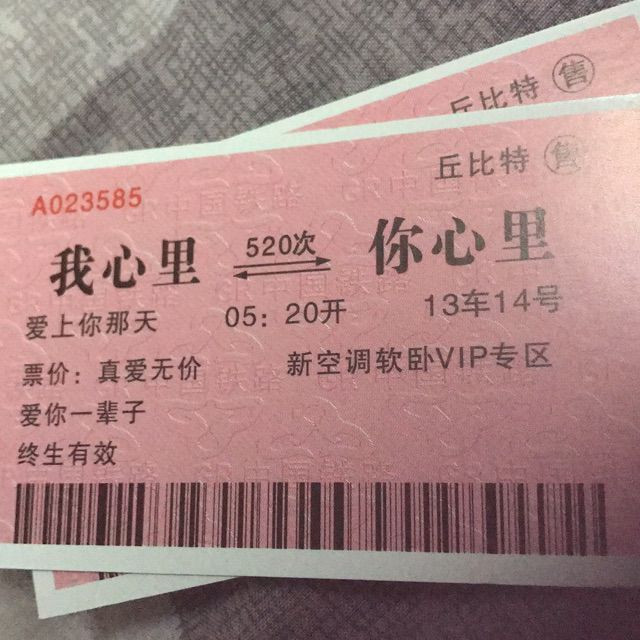 丘比特 售
A023585
丘比特 售
我心里 520次 你心里
爱上你那天 05：20开 13车14号
票价：真爱无价 新空调软卧VIP专区
爱你一辈子
终生有效